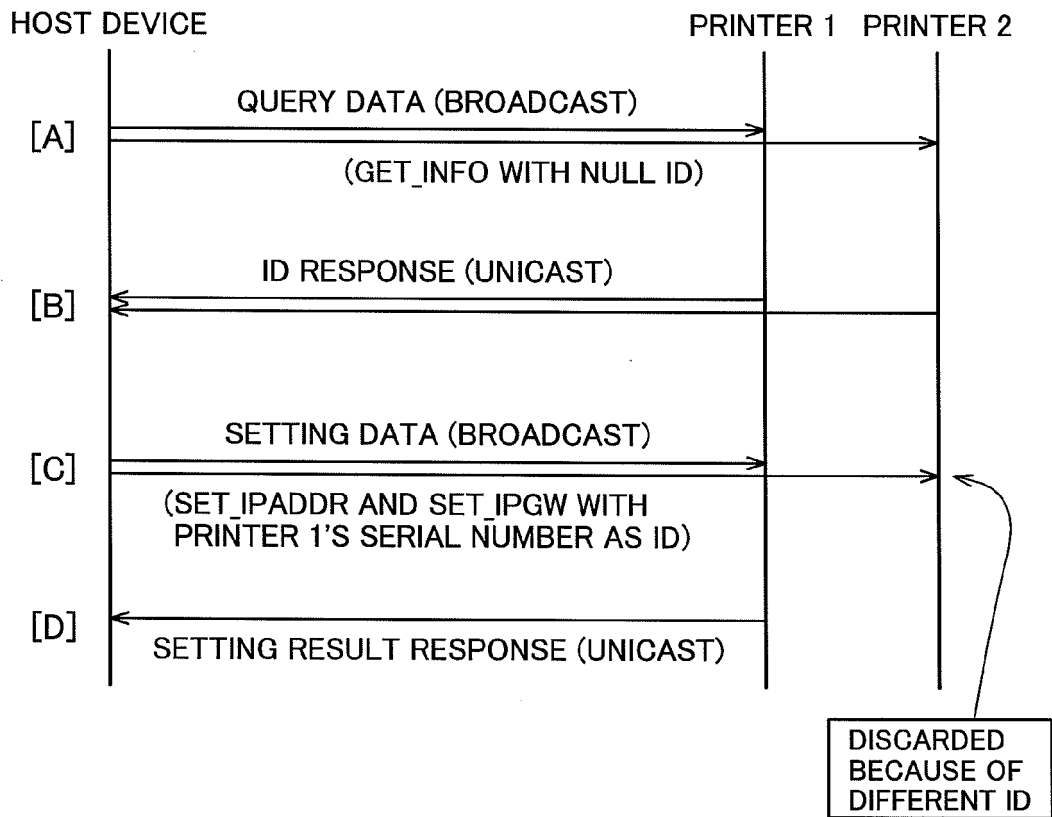 HOST DEVICE
PRINTER 1
PRINTER 2
QUERY DATA (BROADCAST)
[A]
(GET_INFO WITH NULL ID)
ID RESPONSE (UNICAST)
[B]
SETTING DATA (BROADCAST)
[C]
(SET_IPADDR AND SET_IPGW WITH
PRINTER 1'S SERIAL NUMBER AS ID)
[D]
SETTING RESULT RESPONSE (UNICAST)
DISCARDED
BECAUSE OF
DIFFERENT ID